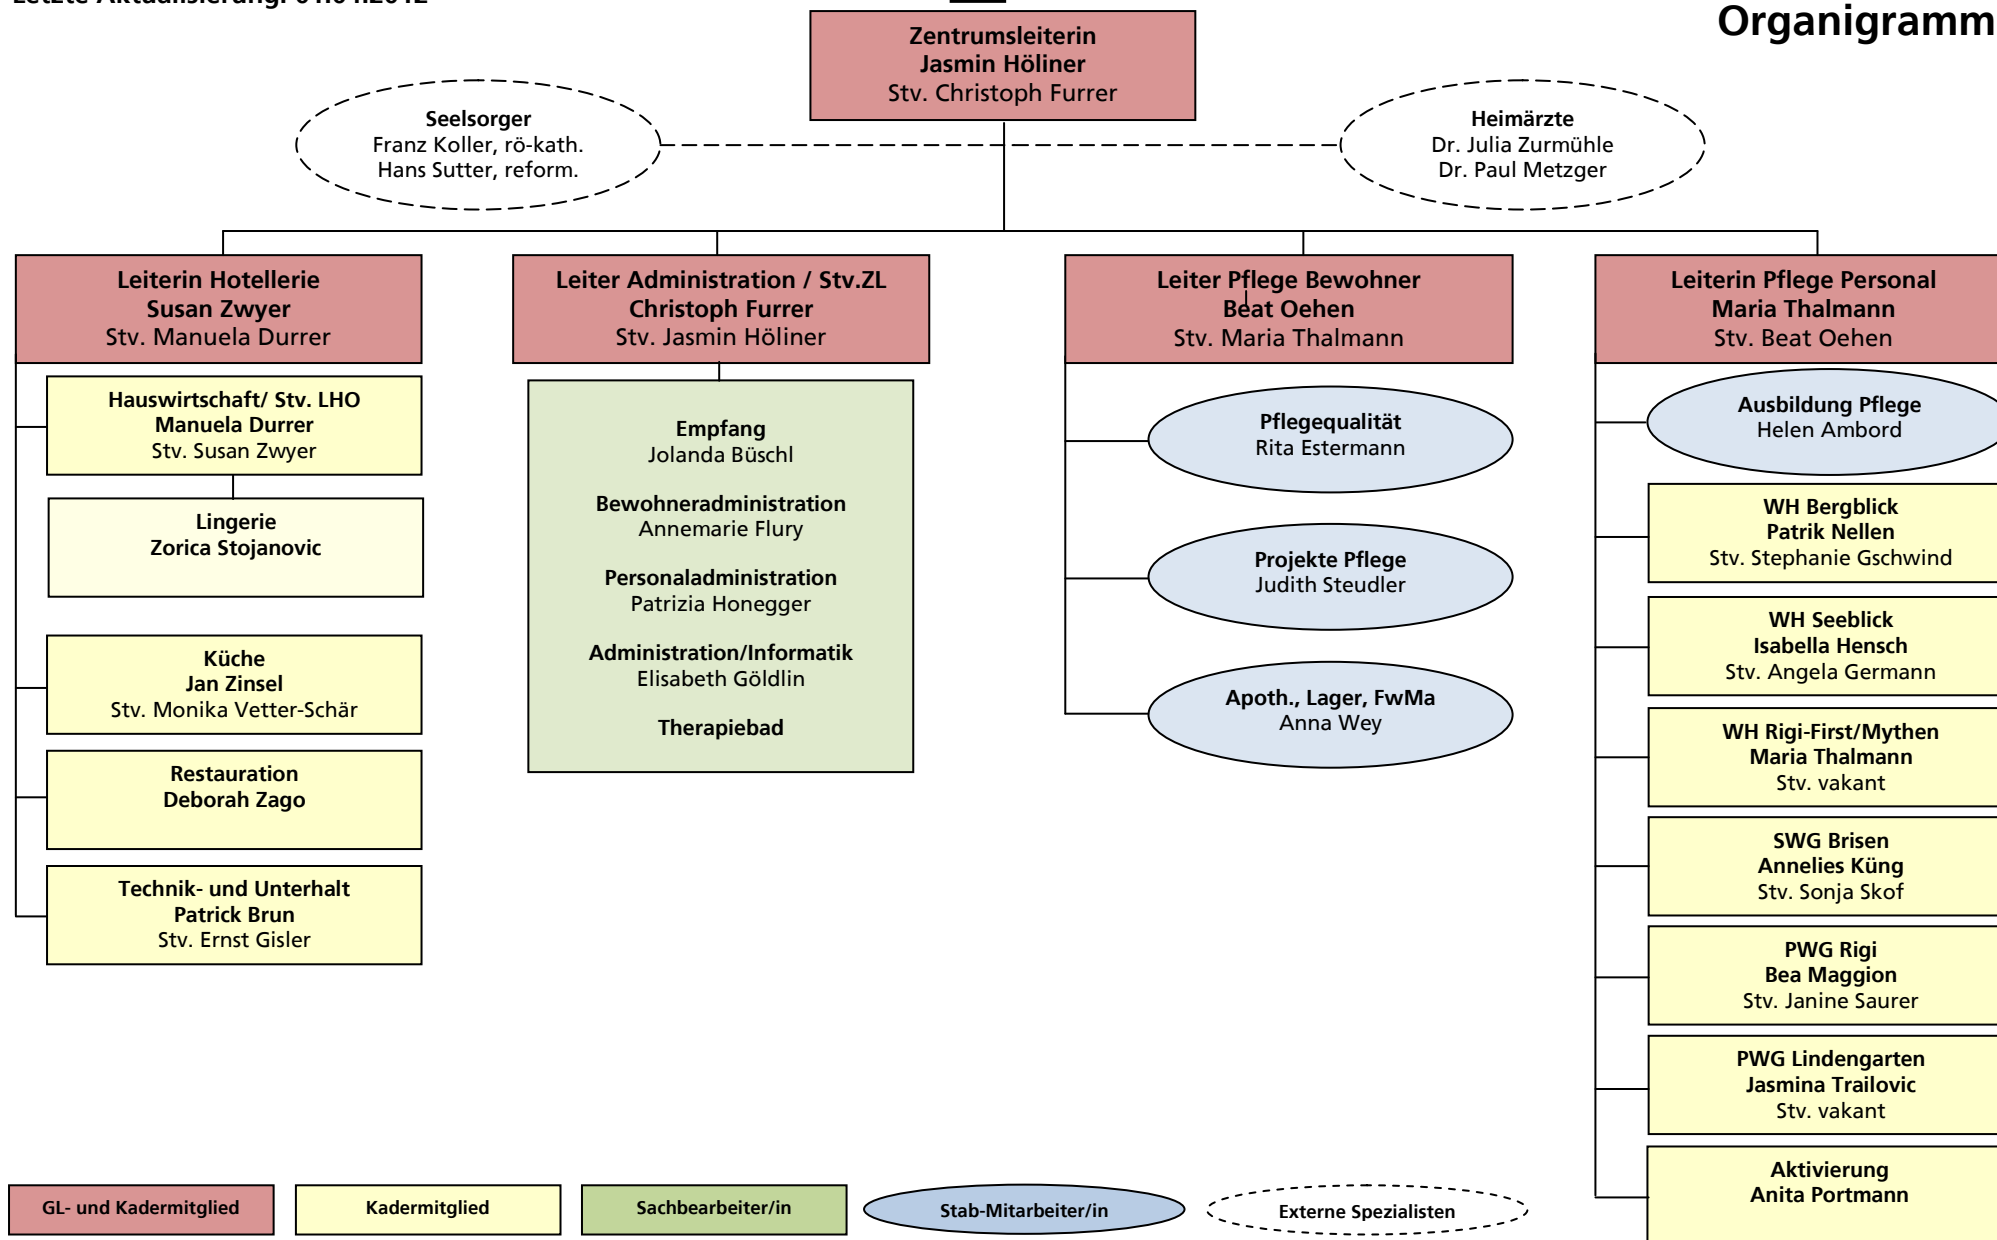 Organigramm
Zentrumsleiterin
Jasmin Höliner
Stv. Christoph Furrer
Seelsorger
Franz Koller, rö-kath.
Hans Sutter, reform.
Heimärzte
Dr. Julia Zurmühle
Dr. Paul Metzger
Leiterin Hotellerie
Susan Zwyer
Stv. Manuela Durrer
Hauswirtschaft/ Stv. LHO
Manuela Durrer
Stv. Susan Zwyer
Lingerie
Zorica Stojanovic
Küche
Jan Zinsel
Stv. Monika Vetter-Schär
Restauration
Deborah Zago
Technik- und Unterhalt
Patrick Brun
Stv. Ernst Gisler
Leiter Administration / Stv.ZL
Christoph Furrer
Stv. Jasmin Höliner
Empfang
Jolanda Büschl
Bewohneradministration
Annemarie Flury
Personaladministration
Patrizia Honegger
Administration/Informatik
Elisabeth Göldlin
Therapiebad
Leiter Pflege Bewohner
Beat Oehen
Stv. Maria Thalmann
Pflegequalität
Rita Estermann
Projekte Pflege
Judith Steudler
Apoth., Lager, FwMa
Anna Wey
Leiterin Pflege Personal
Maria Thalmann
Stv. Beat Oehen
Ausbildung Pflege
Helen Ambord
WH Bergblick
Patrik Nellen
Stv. Stephanie Gschwind
WH Seeblick
Isabella Hensch
Stv. Angela Germann
WH Rigi-First/Mythen
Maria Thalmann
Stv. vakant
SWG Brisen
Annelies Küng
Stv. Sonja Skof
PWG Rigi
Bea Maggion
Stv. Janine Saurer
PWG Lindengarten
Jasmina Trailovic
Stv. vakant
Aktivierung
Anita Portmann
GL- und Kadermitglied
Kadermitglied
Sachbearbeiter/in
Stab-Mitarbeiter/in
Externe Spezialisten